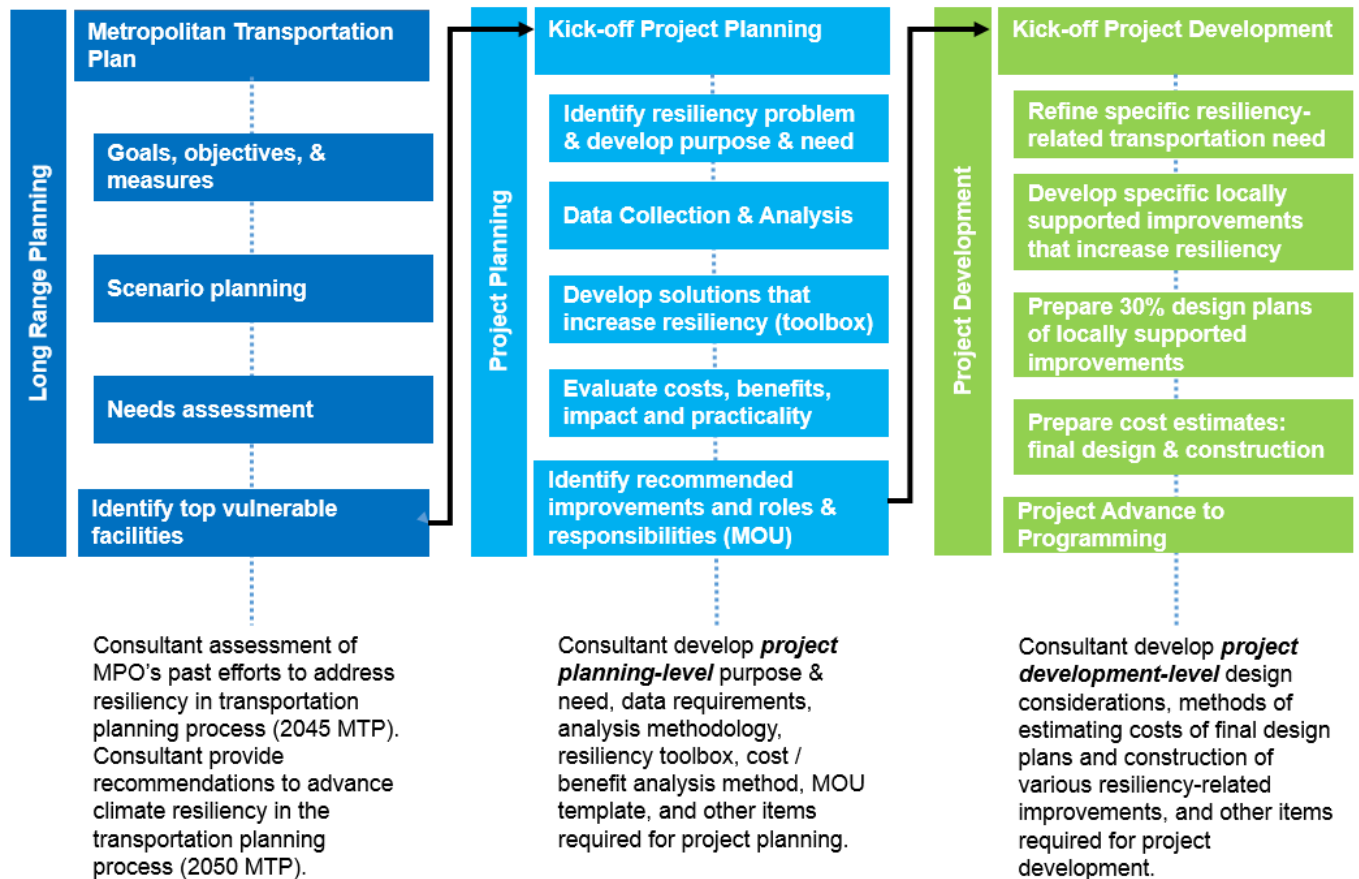 Long Range Planning
Metropolitan Transportation
Plan
Goals, objectives, &
measures
Scenario planning
Needs assessment
Identify top vulnerable
facilities
Consultant assessment of
MPO's past efforts to address
resiliency in transportation
planning process (2045 MTP).
Consultant provide
recommendations to advance
climate resiliency in the
transportation planning
process (2050 MTP).
Project Planning
Kick-off Project Planning
Identify resiliency problem
& develop purpose & need
Data Collection & Analysis
Develop solutions that
increase resiliency (toolbox)
Evaluate costs, benefits,
impact and practicality
Identify recommended
improvements and roles &
responsibilities (MOU)
Consultant develop project
planning-level purpose &
need, data requirements,
analysis methodology,
resiliency toolbox, cost /
benefit analysis method, MOU
template, and other items
required for project planning.
Project Development
Kick-off Project Development
Refine specific resiliency-
related transportation need
Develop specific locally
supported improvements
that increase resiliency
Prepare 30% design plans
of locally supported
improvements
Prepare cost estimates:
final design & construction
Project Advance to
Programming
Consultant develop project
development-level design
considerations, methods of
estimating costs of final design
plans and construction of
various resiliency-related
improvements, and other items
required for project
development.